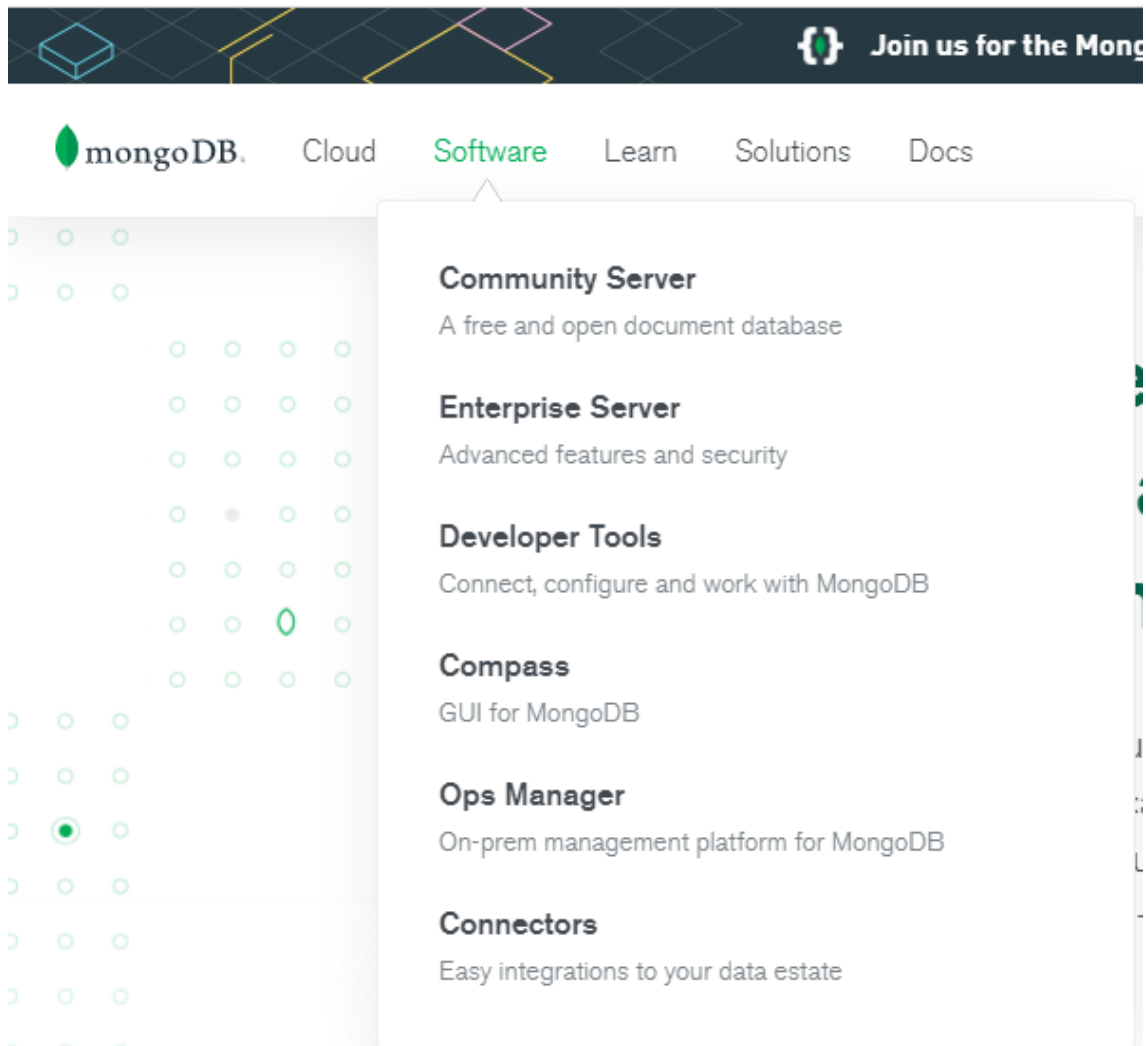 Join us for the
mongoDB.
Cloud Software Learn Solutions Docs
Community Server
A free and open document database
Enterprise Server
Advanced features and security
Developer Tools
Connect, configure and work with MongoDB
Compass
GUI for MongoDB
Ops Manager
On-prem management platform for MongoDB
Connectors
Easy integrations to your data estate